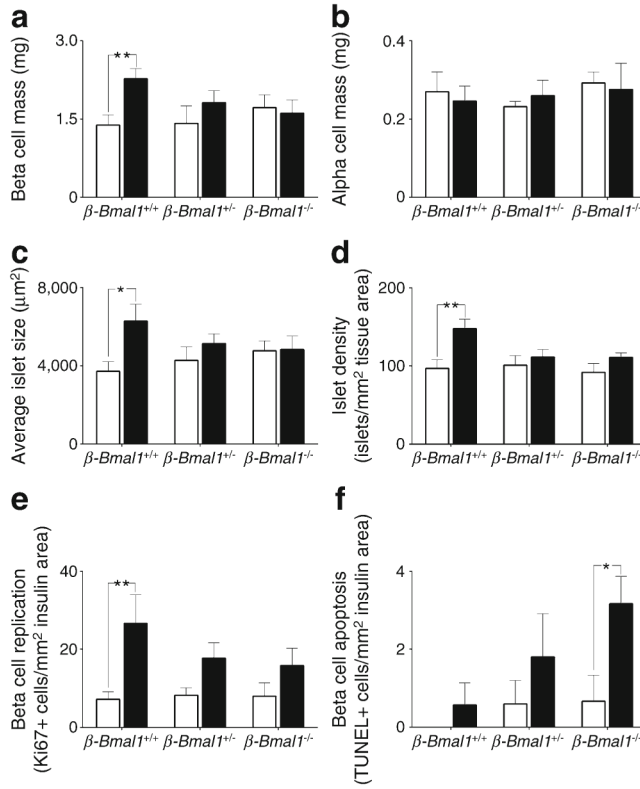 a
Beta cell mass (mg)
3.0
1.5
0
**
β-Bmal1+/+
β-Bmal1+/-
β-Bmal1-/-
b
Alpha cell mass (mg)
0.4
0.2
0
β-Bmal1+/+
β-Bmal1+/-
β-Bmal1-/-
c
Average islet size (μm²)
8,000
4,000
0
*
β-Bmal1+/+
β-Bmal1+/-
β-Bmal1-/-
d
Islet density
(islets/mm² tissue area)
200
100
0
**
β-Bmal1+/+
β-Bmal1+/-
β-Bmal1-/-
e
Beta cell replication
(Ki67+ cells/mm² insulin area)
40
20
0
**
β-Bmal1+/+
β-Bmal1+/-
β-Bmal1-/-
f
Beta cell apoptosis
(TUNEL+ cells/mm² insulin area)
4
2
0
*
β-Bmal1+/+
β-Bmal1+/-
β-Bmal1-/-